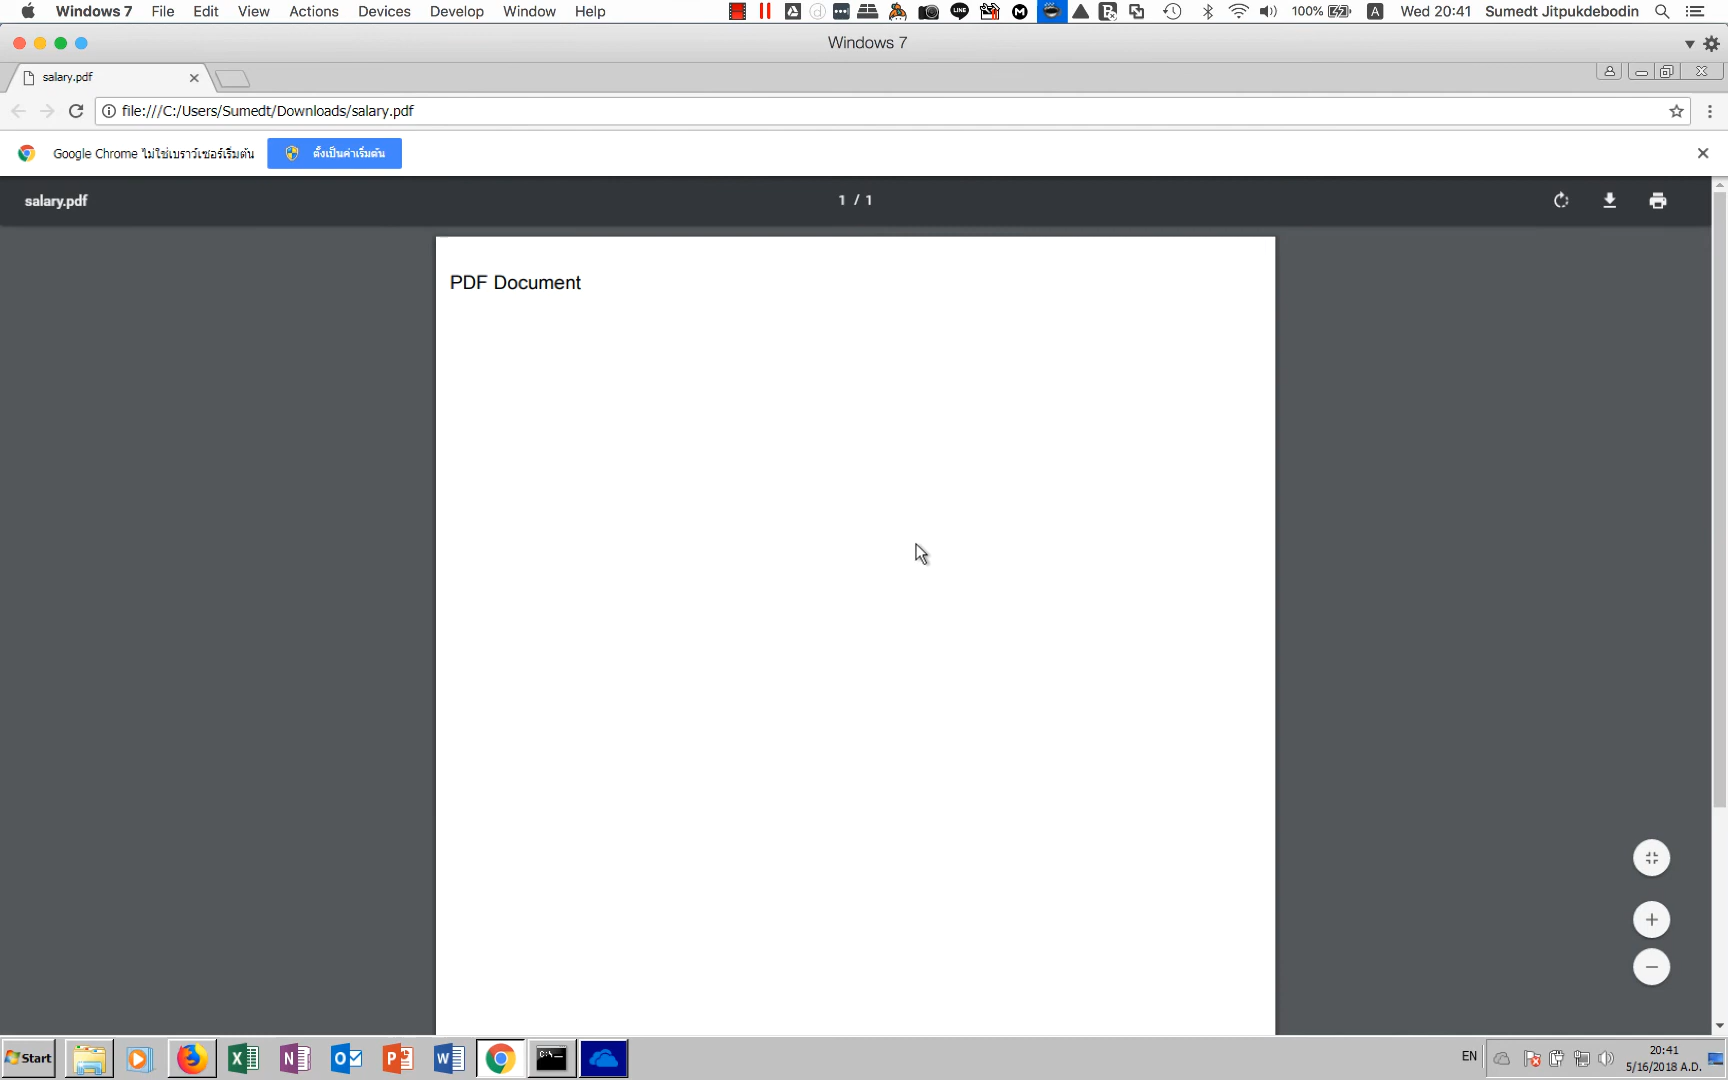 Windows 7 File Edit View Actions Devices Develop Window Help 100% A Wed 20:41 Sumedt Jitpukdebodin
Windows 7
salary.pdf
file:///C:/Users/Sumedt/Downloads/salary.pdf
Google Chrome ไม่ใช่เบราว์เซอร์เริ่มต้น ตั้งเป็นค่าเริ่มต้น
salary.pdf 1 / 1
PDF Document
Start EN 20:41
5/16/2018 A.D.